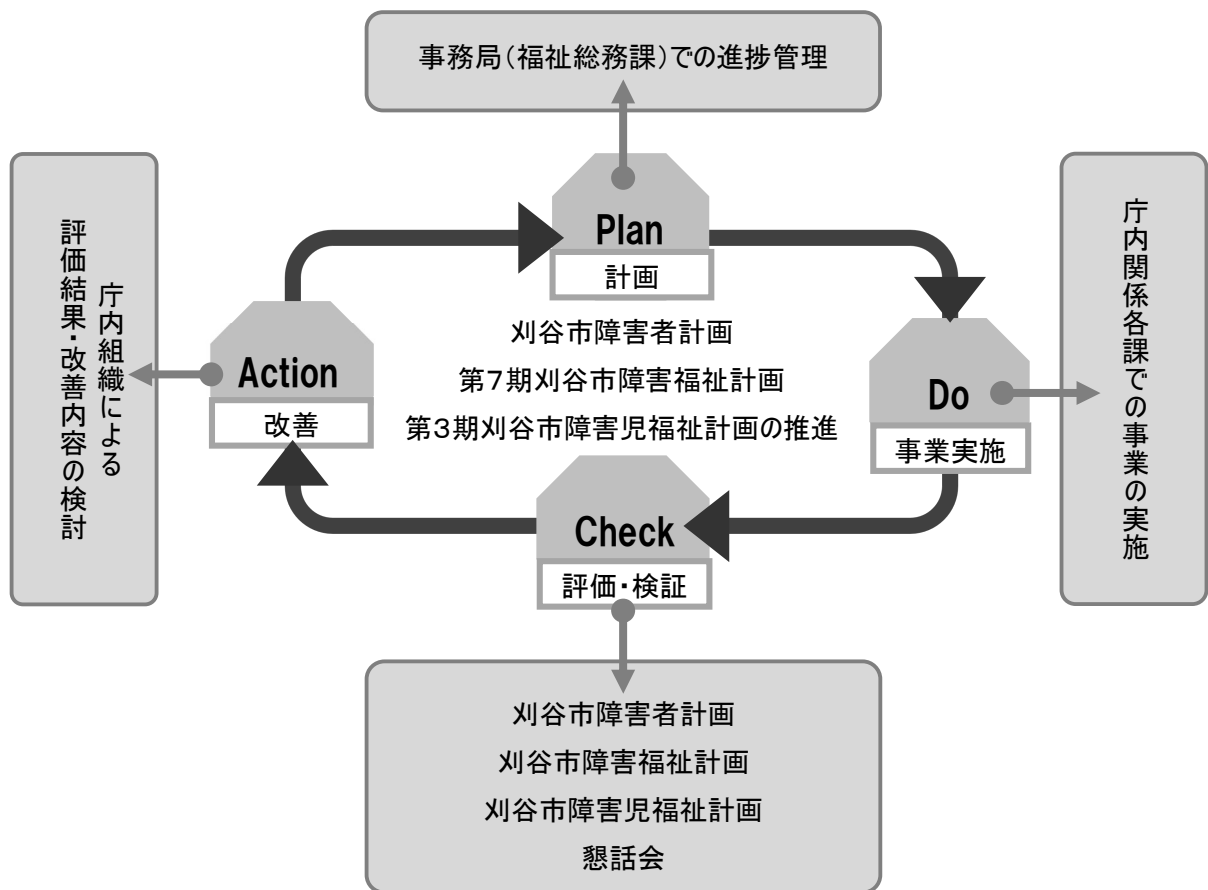 事務局（福祉総務課）での進捗管理
Plan
計画
刈谷市障害者計画
第7期刈谷市障害福祉計画
第3期刈谷市障害児福祉計画の推進
Do
事業実施
庁内関係各課での事業の実施
Check
評価・検証
刈谷市障害者計画
刈谷市障害福祉計画
刈谷市障害児福祉計画
懇話会
Action
改善
庁内組織による
評価結果・改善内容の検討